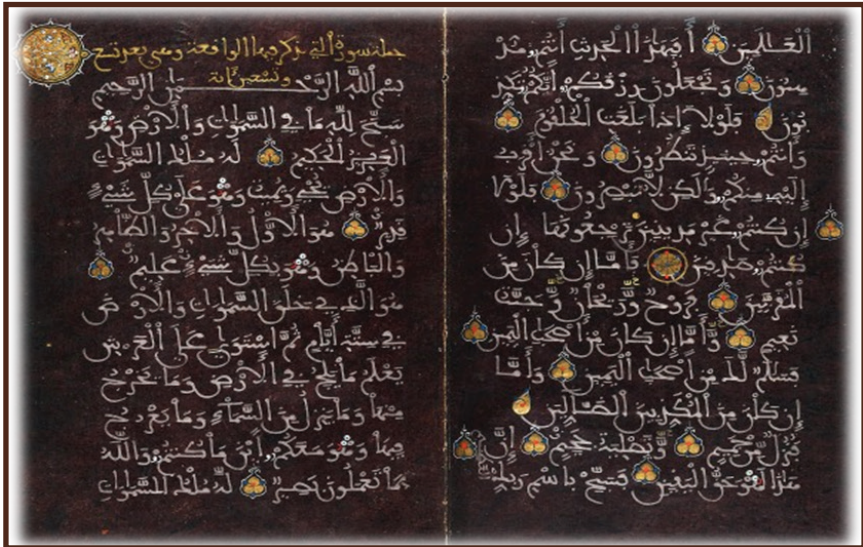 العلمين أفبهذا الحديث أنتم مد
هنون وتجعلون رزقكم أنكم تكذ
بون فلولا إذا بلغت الحلقوم
وأنتم حينئذ تنظرون ونحن أقرب
إليه منكم ولكن لا تبصرون فلولا
إن كنتم غير مدينين ترجعونها إن
كنتم صدقين فأما إن كان من
المقربين فروح وريحان وجنت
نعيم وأما إن كان من أصحب اليمين
فسلم لك من أصحب اليمين وأما
إن كان من المكذبين الضالين
فنزل من حميم وتصلية جحيم إن
هذا لهو حق اليقين فسبح باسم ربك
سورة التي يذكر فيها الواقعة وهي
وتسعين ءاية
بسم الله الرحمن الرحيم
سبح لله ما في السموات والأرض وهو
العزيز الحكيم له ملك السموات
والأرض يحيي ويميت وهو على كل شيء
قدير هو الأول والآخر والظاهر
والباطن وهو بكل شيء عليم
هو الذي خلق السموات والأرض
في ستة أيام ثم استوى على العرش
يعلم ما يلج في الأرض وما يخرج
منها وما ينزل من السماء وما يعرج
فيها وهو معكم أين ما كنتم والله
بما تعملون بصير له ملك السموات